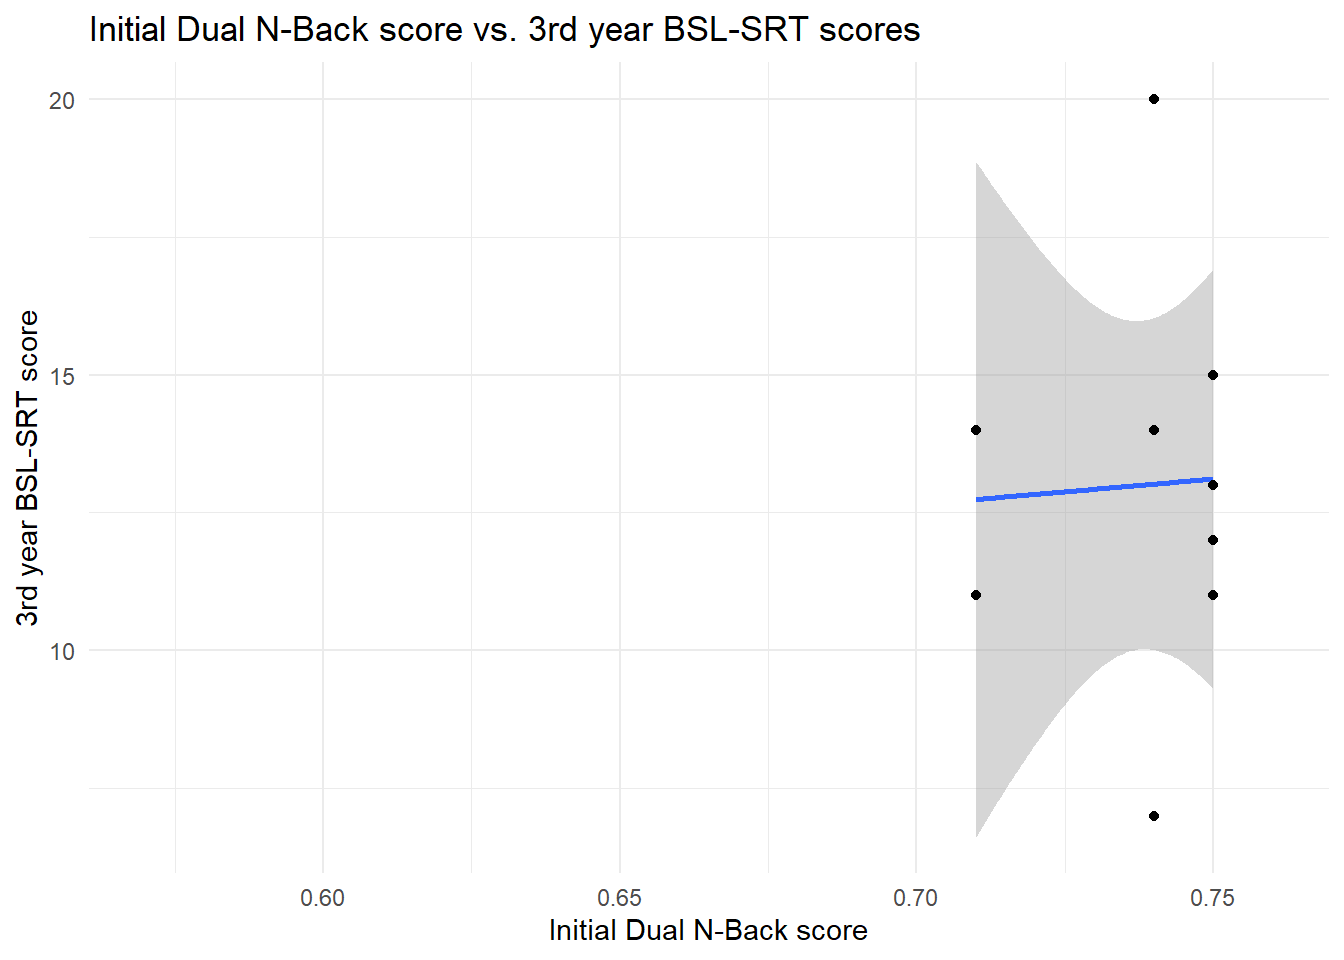 Initial Dual N-Back score vs. 3rd year BSL-SRT scores
20
15
10
3rd year BSL-SRT score
0.60 0.65 0.70 0.75
Initial Dual N-Back score